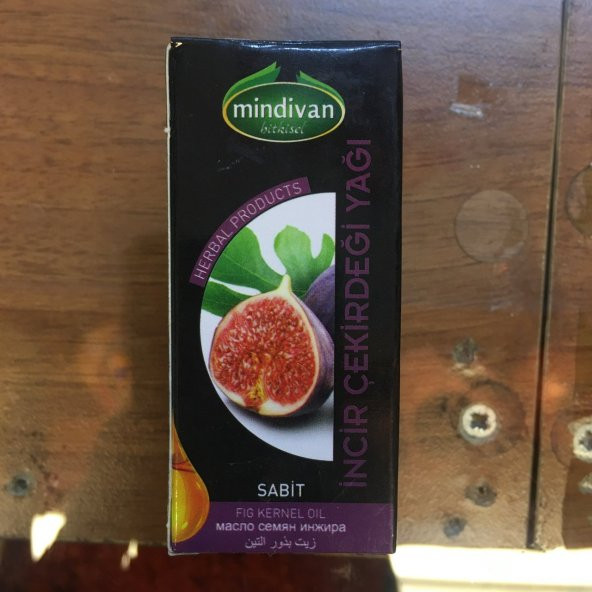 mindivan
bitkisel
HERBAL PRODUCTS
İNCİR ÇEKİRDEĞİ YAĞI
SABİT
FIG KERNEL OIL
масло семян инжира
زيت بذور التين